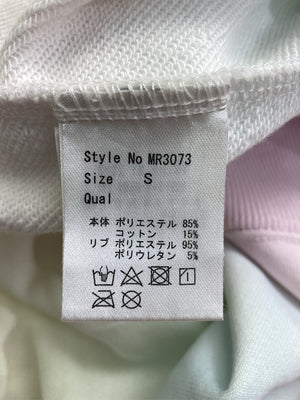 Style No MR3073
Size S
Qual
本体 ポリエステル 85%
コットン 15%
リブ ポリエステル 95%
ポリウレタン 5%